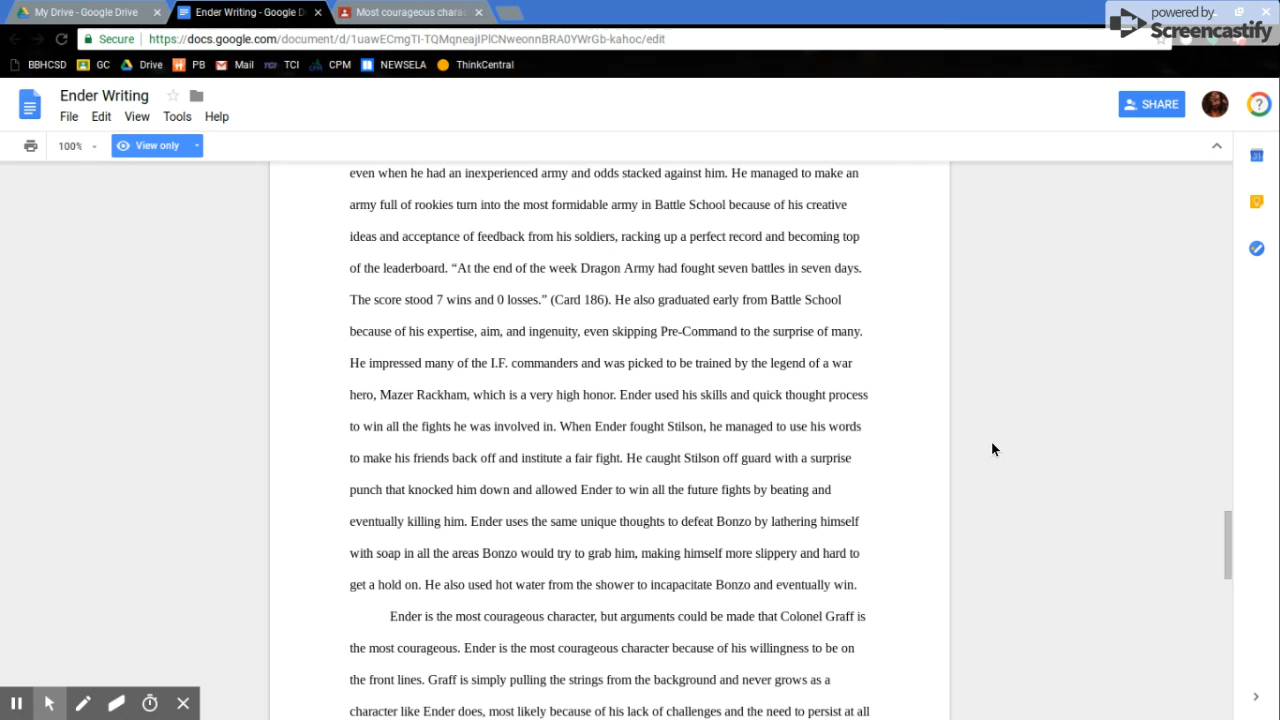 My Drive - Google Drive
Ender Writing - Google D
Most courageous chara
powered by
Screencastify
Secure https://docs.google.com/document/d/1uawECmgTI-TQMqneajIPlCNweonnBRA0YWrGb-kahoc/edit
BBHCSD GC Drive PB Mail TCI CPM NEWSELA ThinkCentral
Ender Writing
SHARE
File Edit View Tools Help
100% View only
even when he had an inexperienced army and odds stacked against him. He managed to make an
army full of rookies turn into the most formidable army in Battle School because of his creative
ideas and acceptance of feedback from his soldiers, racking up a perfect record and becoming top
of the leaderboard. “At the end of the week Dragon Army had fought seven battles in seven days.
The score stood 7 wins and 0 losses.” (Card 186). He also graduated early from Battle School
because of his expertise, aim, and ingenuity, even skipping Pre-Command to the surprise of many.
He impressed many of the I.F. commanders and was picked to be trained by the legend of a war
hero, Mazer Rackham, which is a very high honor. Ender used his skills and quick thought process
to win all the fights he was involved in. When Ender fought Stilson, he managed to use his words
to make his friends back off and institute a fair fight. He caught Stilson off guard with a surprise
punch that knocked him down and allowed Ender to win all the future fights by beating and
eventually killing him. Ender uses the same unique thoughts to defeat Bonzo by lathering himself
with soap in all the areas Bonzo would try to grab him, making himself more slippery and hard to
get a hold on. He also used hot water from the shower to incapacitate Bonzo and eventually win.
Ender is the most courageous character, but arguments could be made that Colonel Graff is
the most courageous. Ender is the most courageous character because of his willingness to be on
the front lines. Graff is simply pulling the strings from the background and never grows as a
character like Ender does, most likely because of his lack of challenges and the need to persist at all